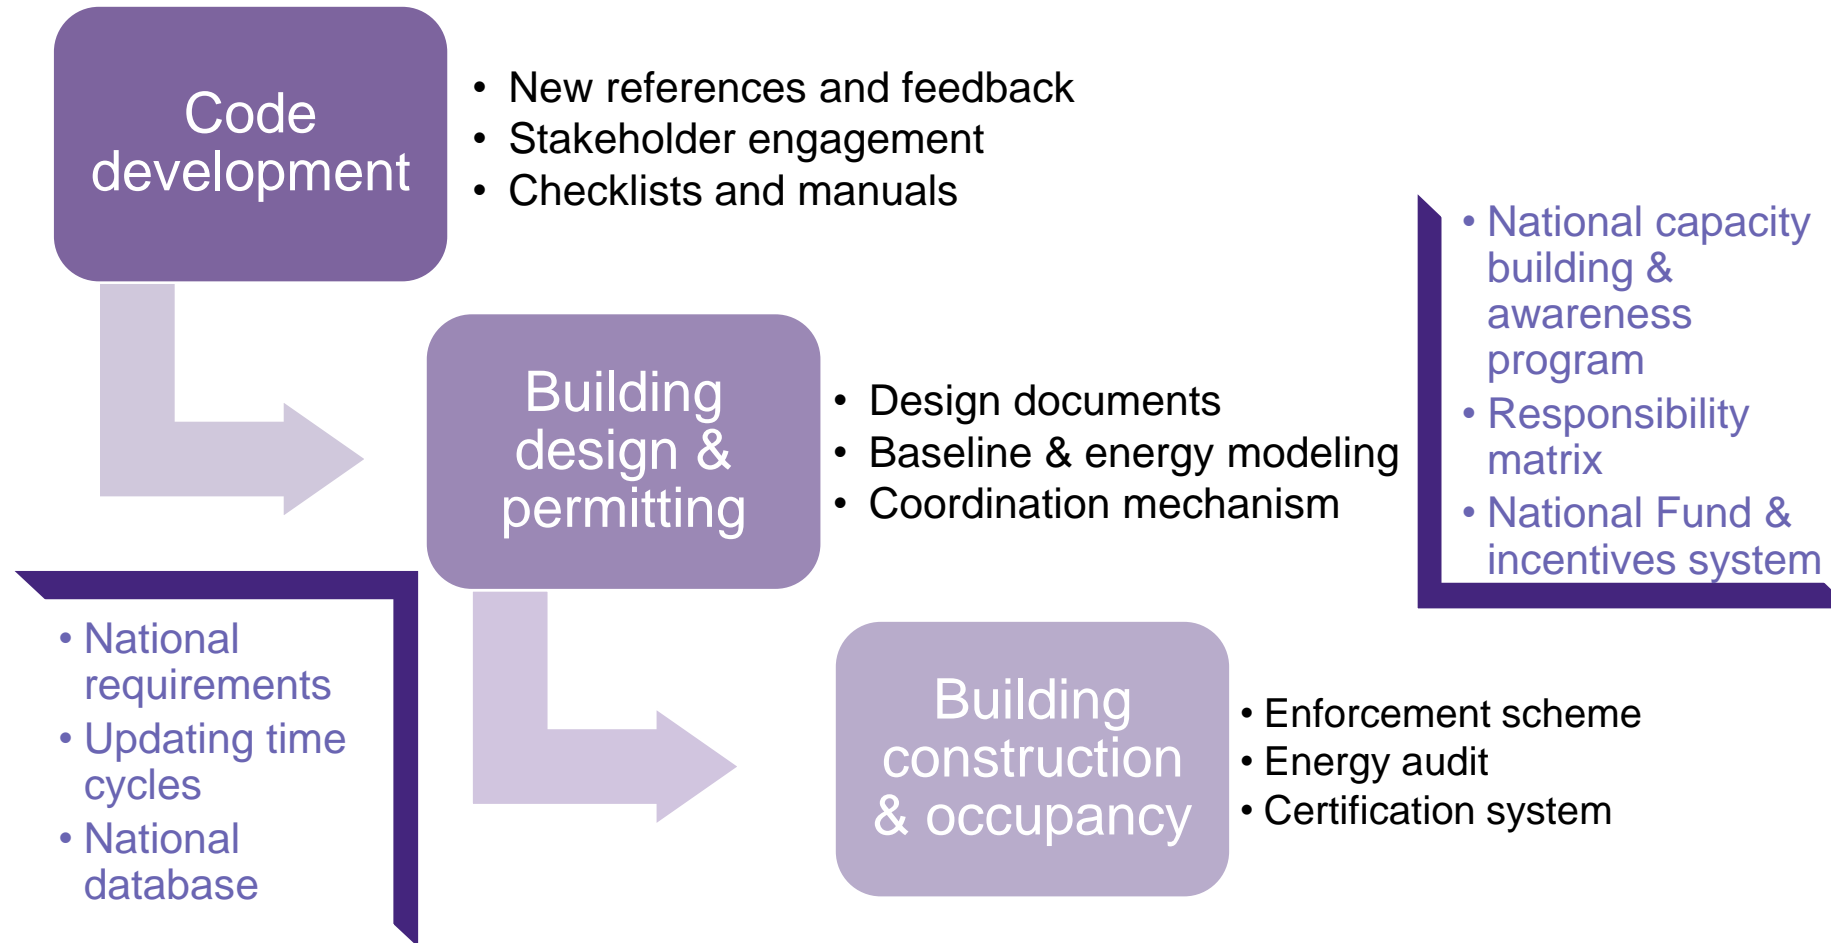 Code
development
• New references and feedback
• Stakeholder engagement
• Checklists and manuals
Building
design &
permitting
• Design documents
• Baseline & energy modeling
• Coordination mechanism
• National capacity
building &
awareness
program
• Responsibility
matrix
• National Fund &
incentives system
• National
requirements
• Updating time
cycles
• National
database
Building
construction
& occupancy
• Enforcement scheme
• Energy audit
• Certification system